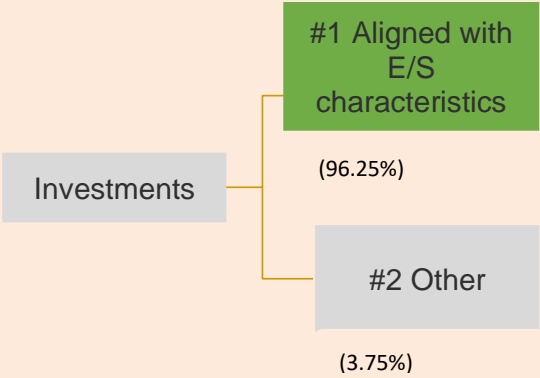 #1 Aligned with
E/S
characteristics
(96.25%)
Investments
#2 Other
(3.75%)